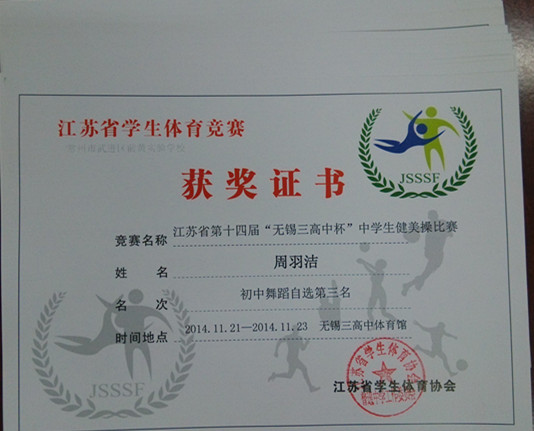 江苏省学生体育竞赛
JSSSF
获奖证书
竞赛名称 江苏省第十四届“无锡三高中杯”中学生健美操比赛
姓 名 周羽洁
名 次 初中舞蹈自选第三名
时间地点 2014.11.21—2014.11.23 无锡三高中体育馆
JSSSF
江苏省学生体育协会